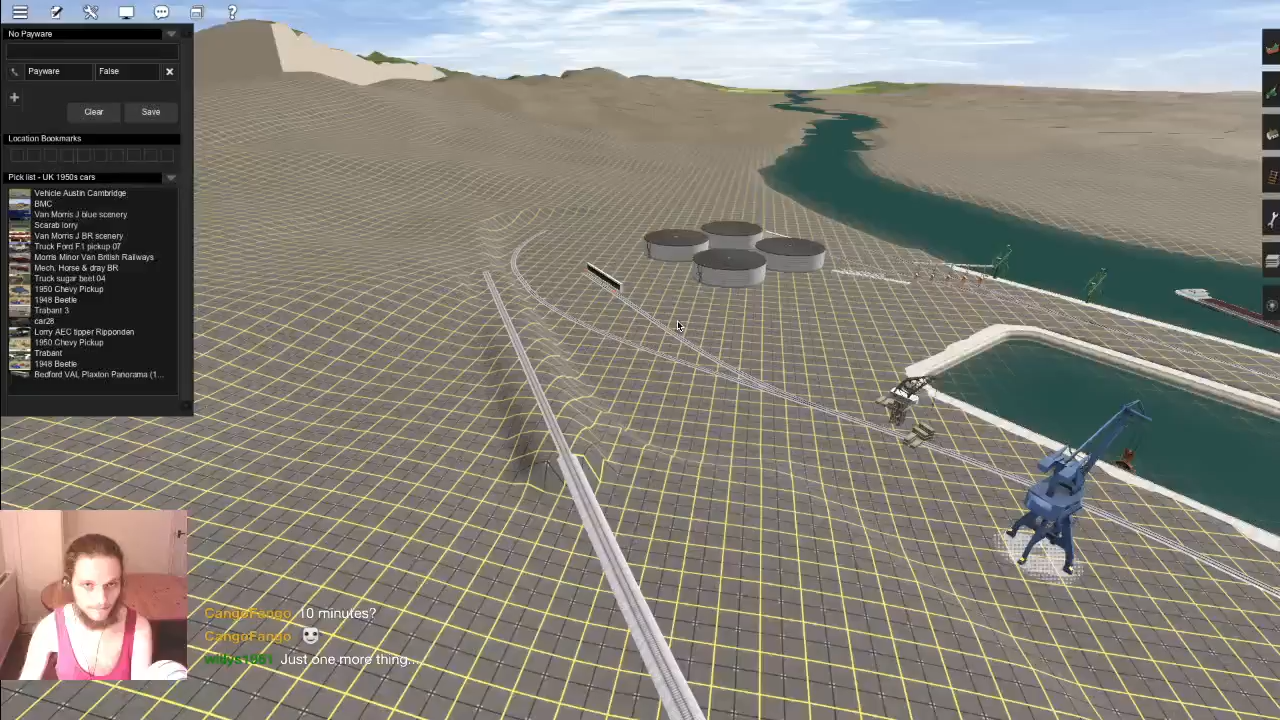 No Payware
Payware False
Clear Save
Location Bookmarks
Pick list - UK 1950s cars
Vehicle Austin Cambridge
BMC
Van Morris J blue scenery
Scarab lorry
Van Morris J BR scenery
Truck Ford F1 pickup 07
Morris Minor Van British Railways
Mech. Horse & dray BR
Truck sugar beet 04
1950 Chevy Pickup
1948 Beetle
Trabant 3
car28
Lorry AEC tipper Ripponden
1950 Chevy Pickup
Trabant
1948 Beetle
Bedford VAL Plaxton Panorama (1...
CangoFango 10 minutes?
CangoFango
willys1951 Just one more thing...